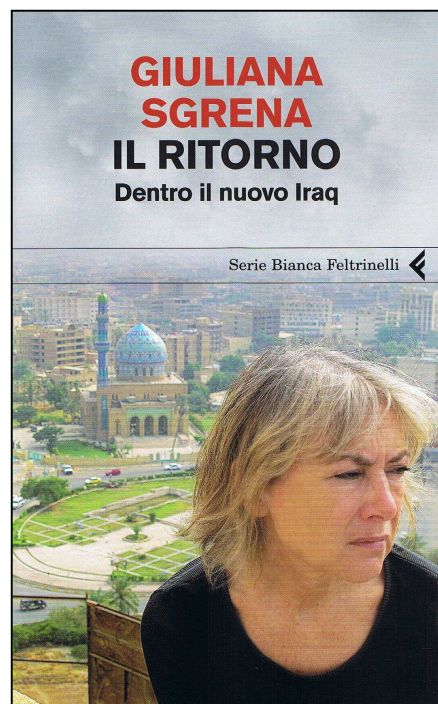 GIULIANA
SGRENA
IL RITORNO
Dentro il nuovo Iraq
Serie Bianca Feltrinelli